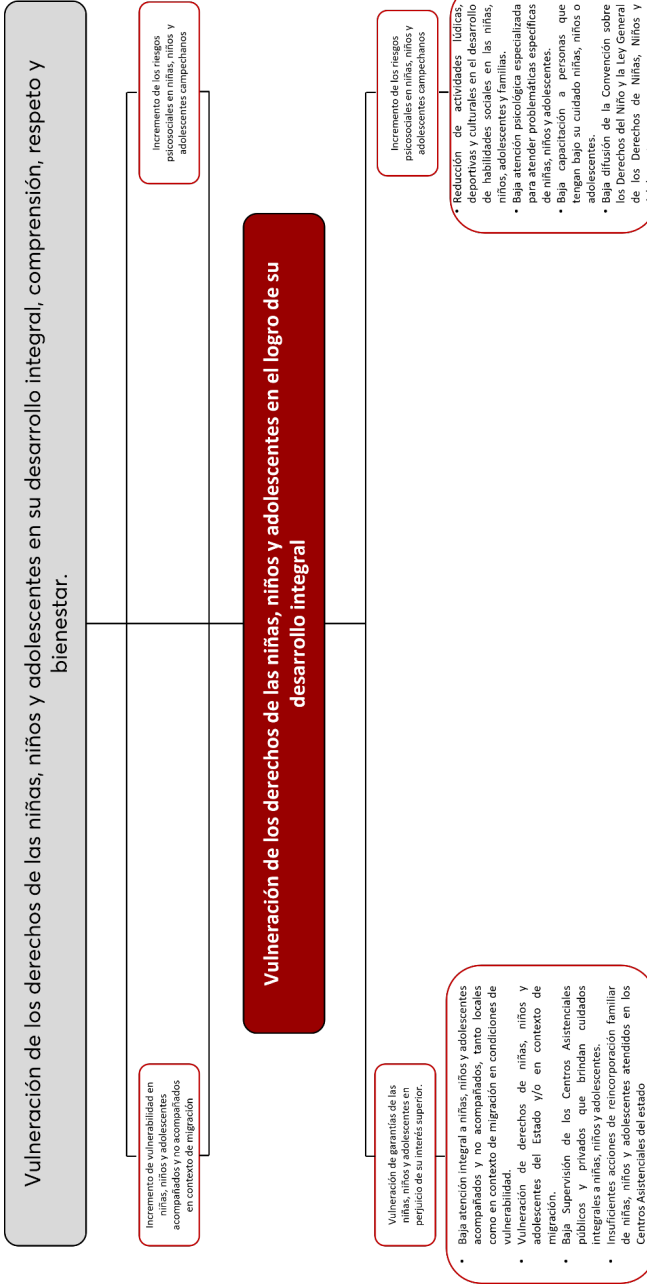 Vulneración de los derechos de las niñas, niños y adolescentes en su desarrollo integral, comprensión, respeto y
bienestar.
Incremento de vulnerabilidad en
niñas, niños y adolescentes
acompañados y no acompañados
en contexto de migración
Incremento de los riesgos
psicosociales en niñas, niños y
adolescentes campechanos
Vulneración de los derechos de las niñas, niños y adolescentes en el logro de su
desarrollo integral
Vulneración de garantías de las
niñas, niños y adolescentes en
perjuicio de su interés superior.
Incremento de los riesgos
psicosociales en niñas, niños y
adolescentes campechanos
• Baja atención integral a niñas, niños y adolescentes
acompañados y no acompañados, tanto locales
como en contexto de migración en condiciones de
vulnerabilidad.
• Vulneración de derechos de niñas, niños y
adolescentes del Estado y/o en contexto de
migración.
• Baja Supervisión de los Centros Asistenciales
públicos y privados que brindan cuidados
integrales a niñas, niños y adolescentes.
• Insuficientes acciones de reincorporación familiar
de niñas, niños y adolescentes atendidos en los
Centros Asistenciales del estado
• Reducción de actividades lúdicas,
deportivas y culturales en el desarrollo
de habilidades sociales en las niñas,
niños, adolescentes y familias.
• Baja atención psicológica especializada
para atender problemáticas específicas
de niñas, niños y adolescentes.
• Baja capacitación a personas que
tengan bajo su cuidado niñas, niños o
adolescentes.
• Baja difusión de la Convención sobre
los Derechos del Niño y la Ley General
de los Derechos de Niñas, Niños y